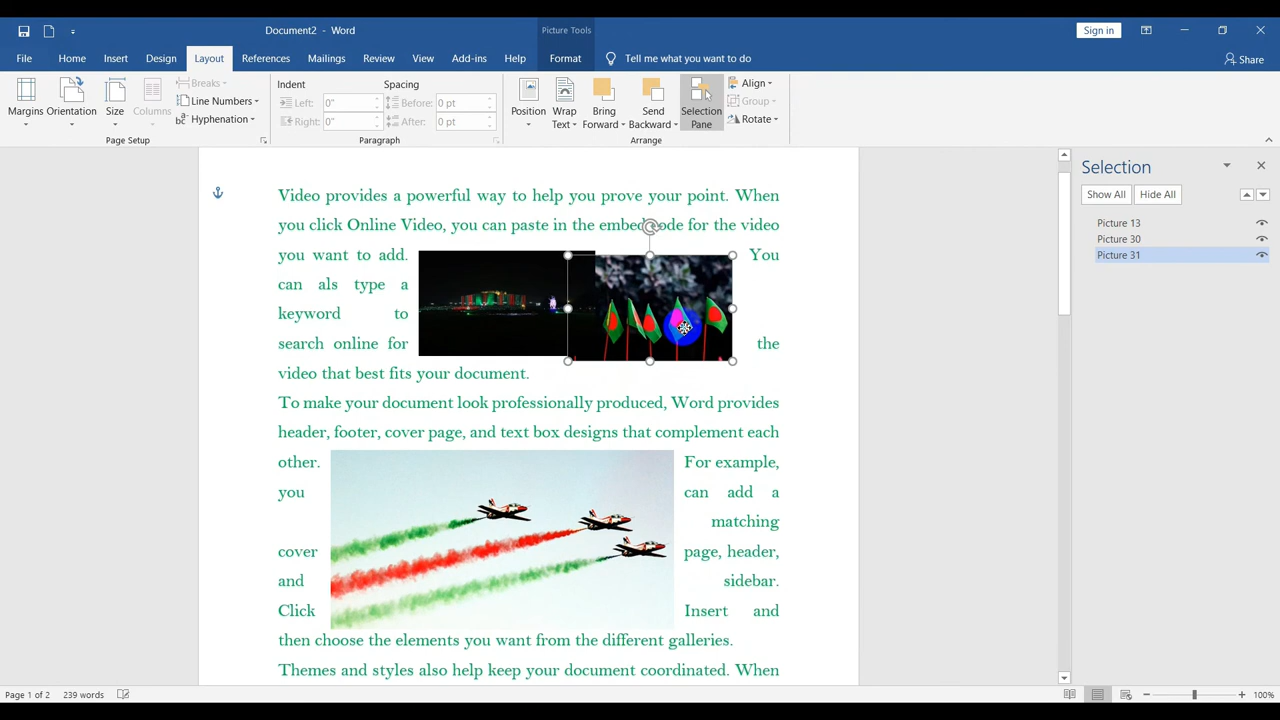 Document2 - Word
Picture Tools
Sign in
File Home Insert Design Layout References Mailings Review View Add-ins Help Format Tell me what you want to do Share
Margins Orientation Size Columns
Breaks
Line Numbers
Hyphenation
Page Setup
Indent Spacing
Left: 0" Before: 0 pt
Right: 0" After: 0 pt
Paragraph
Position Wrap Text Bring Forward Send Backward Selection Pane
Align
Group
Rotate
Arrange
Video provides a powerful way to help you prove your point. When
you click Online Video, you can paste in the embed code for the video
you want to add. You
can als type a
keyword to
search online for the
video that best fits your document.
To make your document look professionally produced, Word provides
header, footer, cover page, and text box designs that complement each
other. For example,
you can add a
matching
cover page, header,
and sidebar.
Click Insert and
then choose the elements you want from the different galleries.
Themes and styles also help keep your document coordinated. When
Selection
Show All Hide All
Picture 13
Picture 30
Picture 31
Page 1 of 2 239 words 100%